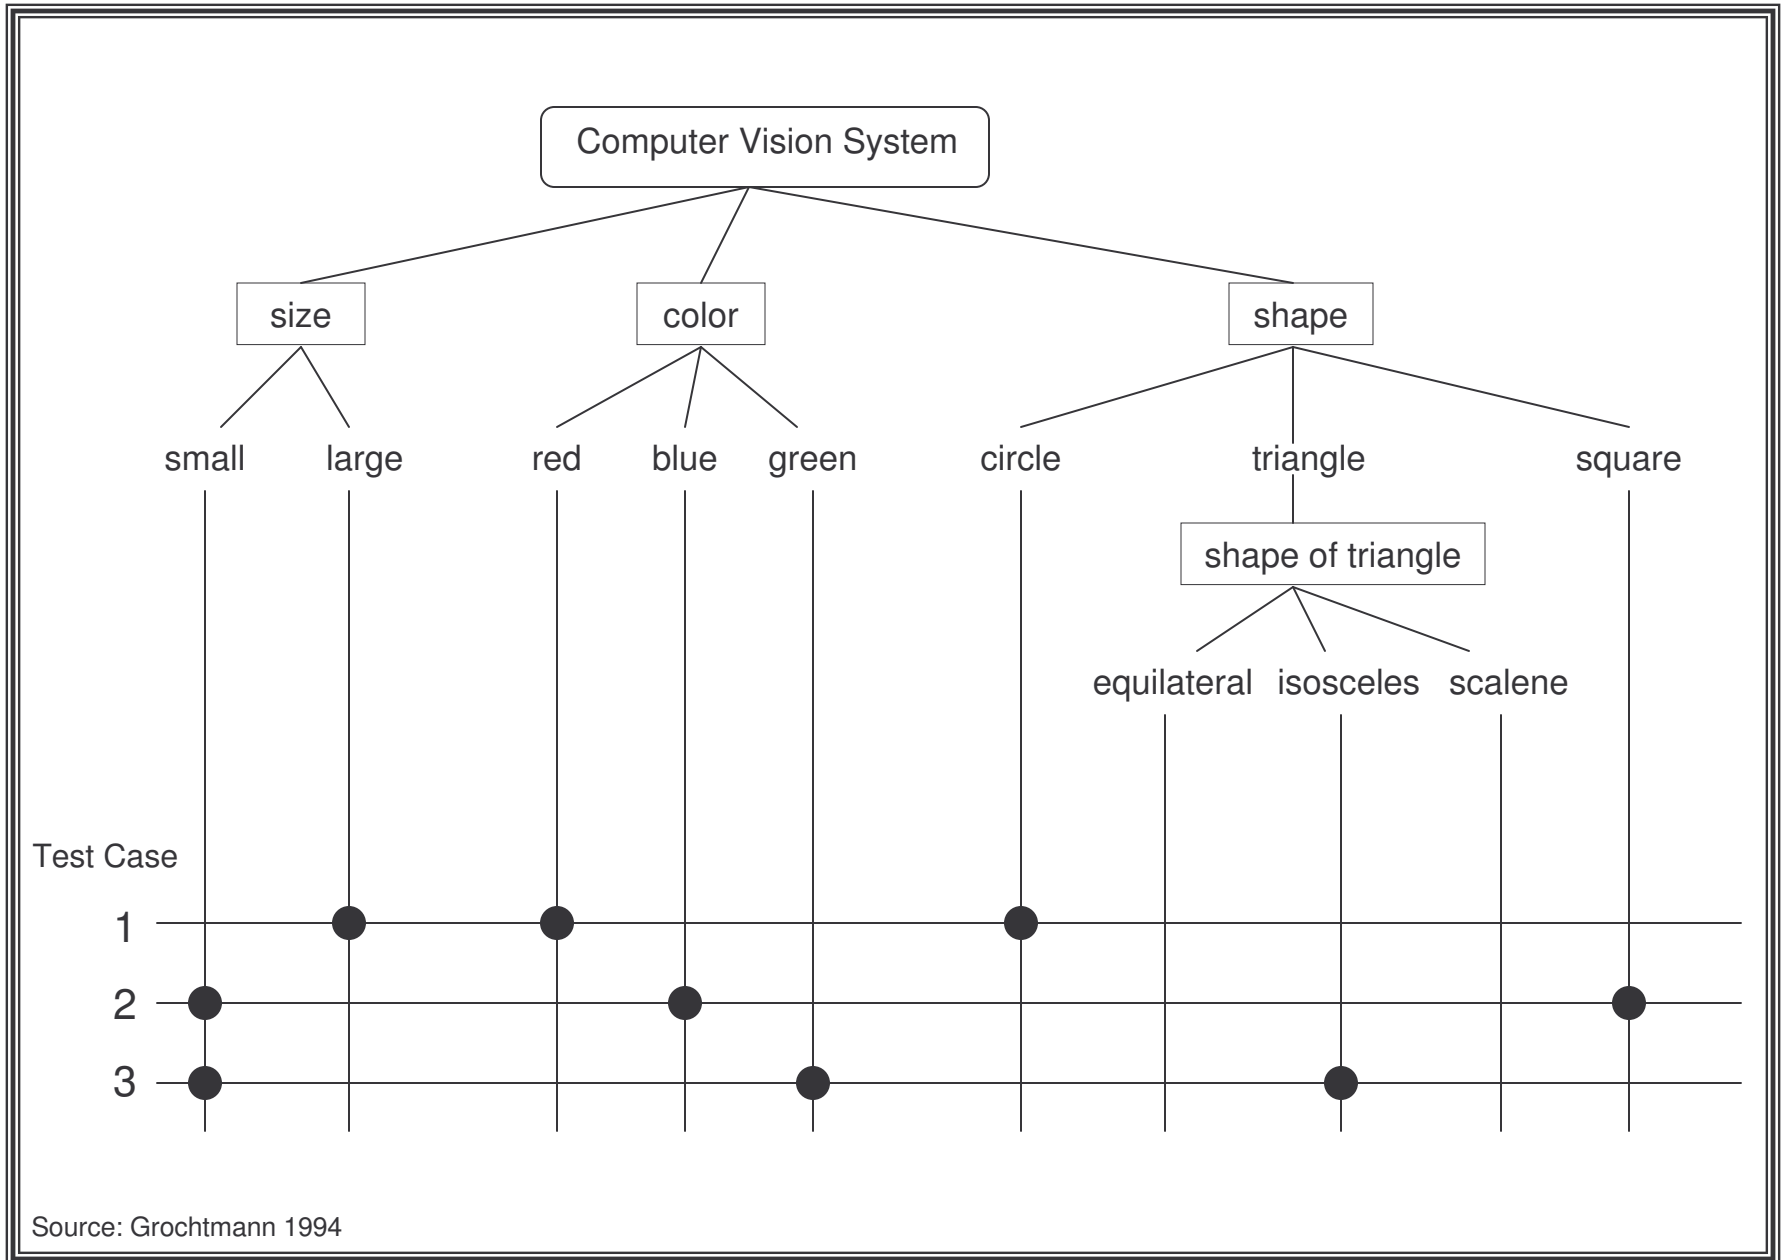 Computer Vision System
size color shape
small large red blue green circle triangle square
shape of triangle
equilateral isosceles scalene
Test Case
1
2
3
Source: Grochtmann 1994